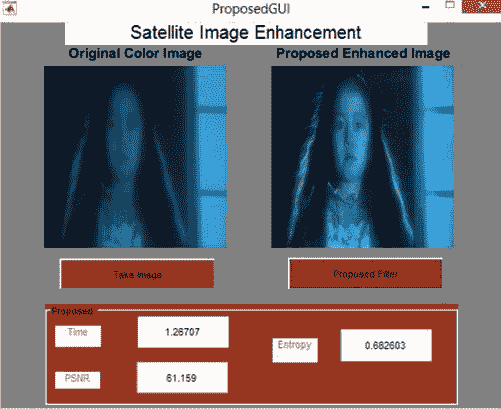 ProposedGUI
Satellite Image Enhancement
Original Color Image Proposed Enhanced Image
Take Image Proposed Filter
Proposed
Time 1.26707 Entropy 0.682603
PSNR 61.159